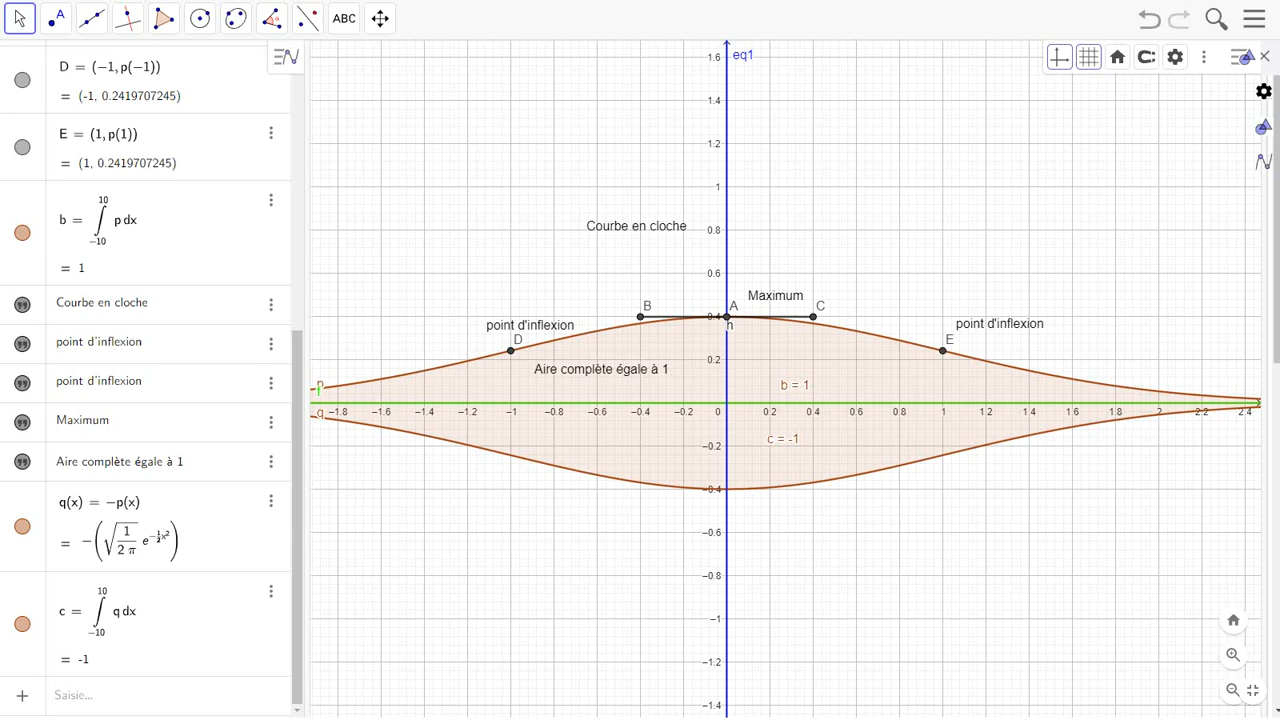 ABC
D = (−1, p(−1))
= (-1, 0.2419707245)
E = (1, p(1))
= (1, 0.2419707245)
b = ∫₋₁₀¹⁰ p dx
= 1
Courbe en cloche
point d'inflexion
point d'inflexion
Maximum
Aire complète égale à 1
q(x) = −p(x)
= −(√(1/(2 π)) e^(−½x²))
c = ∫₋₁₀¹⁰ q dx
= -1
Saisie...
eq1
1.6
1.4
1.2
1
Courbe en cloche
0.8
0.6
Maximum
B A C
0.4
h
point d'inflexion
point d'inflexion
D E
0.2
Aire complète égale à 1
b = 1
p
f
q
−1.8 −1.6 −1.4 −1.2 −1 −0.8 −0.6 −0.4 −0.2 0 0.2 0.4 0.6 0.8 1 1.2 1.4 1.6 1.8 2 2.2 2.4
c = -1
−0.2
−0.4
−0.6
−0.8
−1
−1.2
−1.4